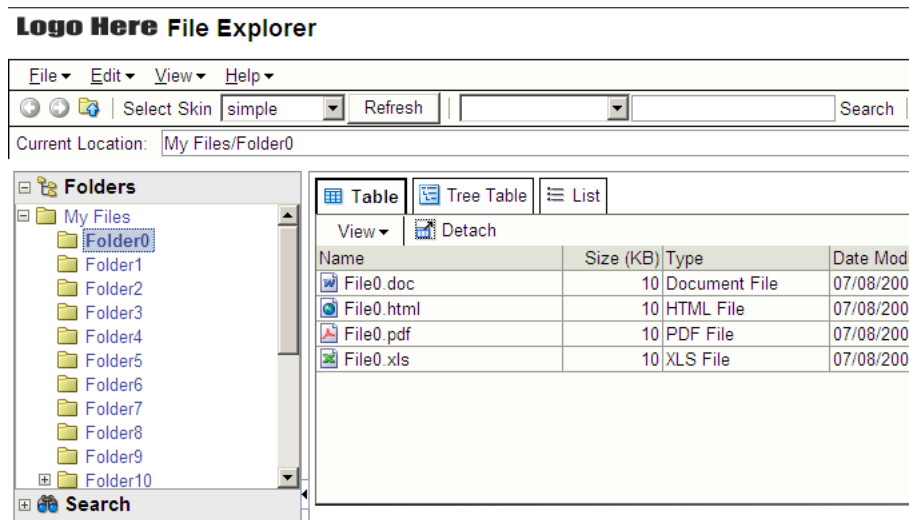 Logo Here File Explorer
File Edit View Help
Select Skin simple Refresh Search
Current Location: My Files/Folder0
Folders
My Files
Folder0
Folder1
Folder2
Folder3
Folder4
Folder5
Folder6
Folder7
Folder8
Folder9
Folder10
Search
Table Tree Table List
View Detach
Name Size (KB) Type Date Mod
File0.doc 10 Document File 07/08/200
File0.html 10 HTML File 07/08/200
File0.pdf 10 PDF File 07/08/200
File0.xls 10 XLS File 07/08/200